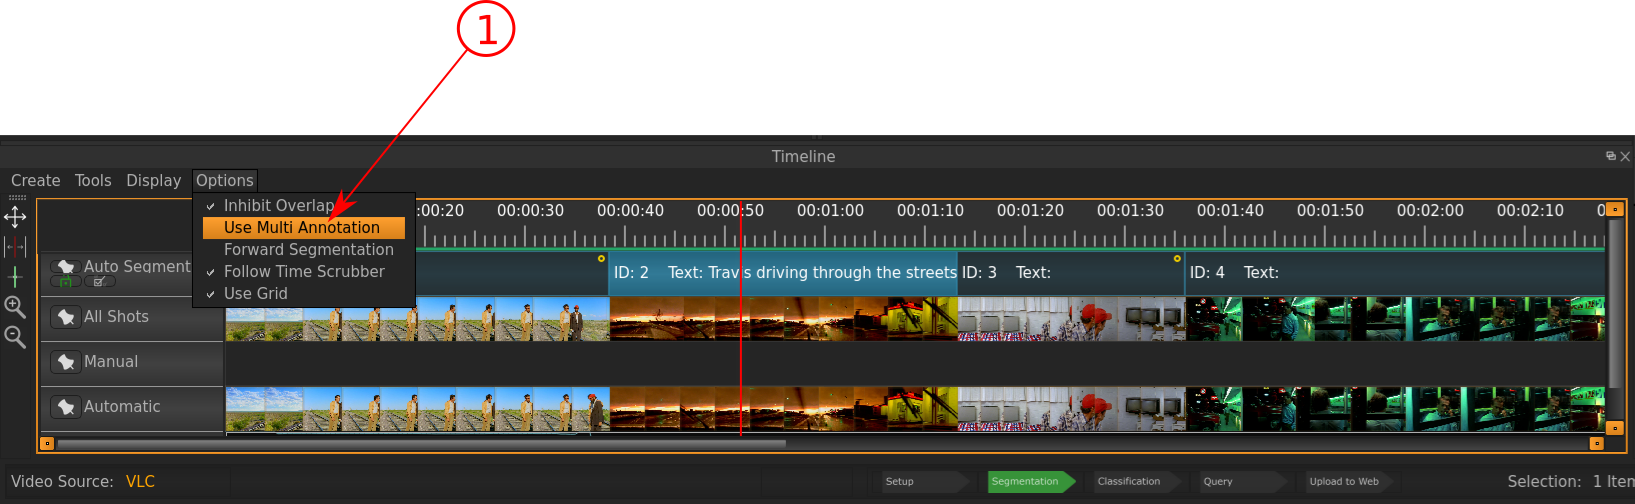 1
Timeline
Create Tools Display Options
Inhibit Overlap
Use Multi Annotation
Forward Segmentation
Follow Time Scrubber
Use Grid
:00:20 00:00:30 00:00:40 00:00:50 00:01:00 00:01:10 00:01:20 00:01:30 00:01:40 00:01:50 00:02:00 00:02:10 0
Auto Segment
ID: 2 Text: Travis driving through the streets ID: 3 Text: ID: 4 Text:
All Shots
Manual
Automatic
Video Source: VLC Setup Segmentation Classification Query Upload to Web Selection: 1 Item